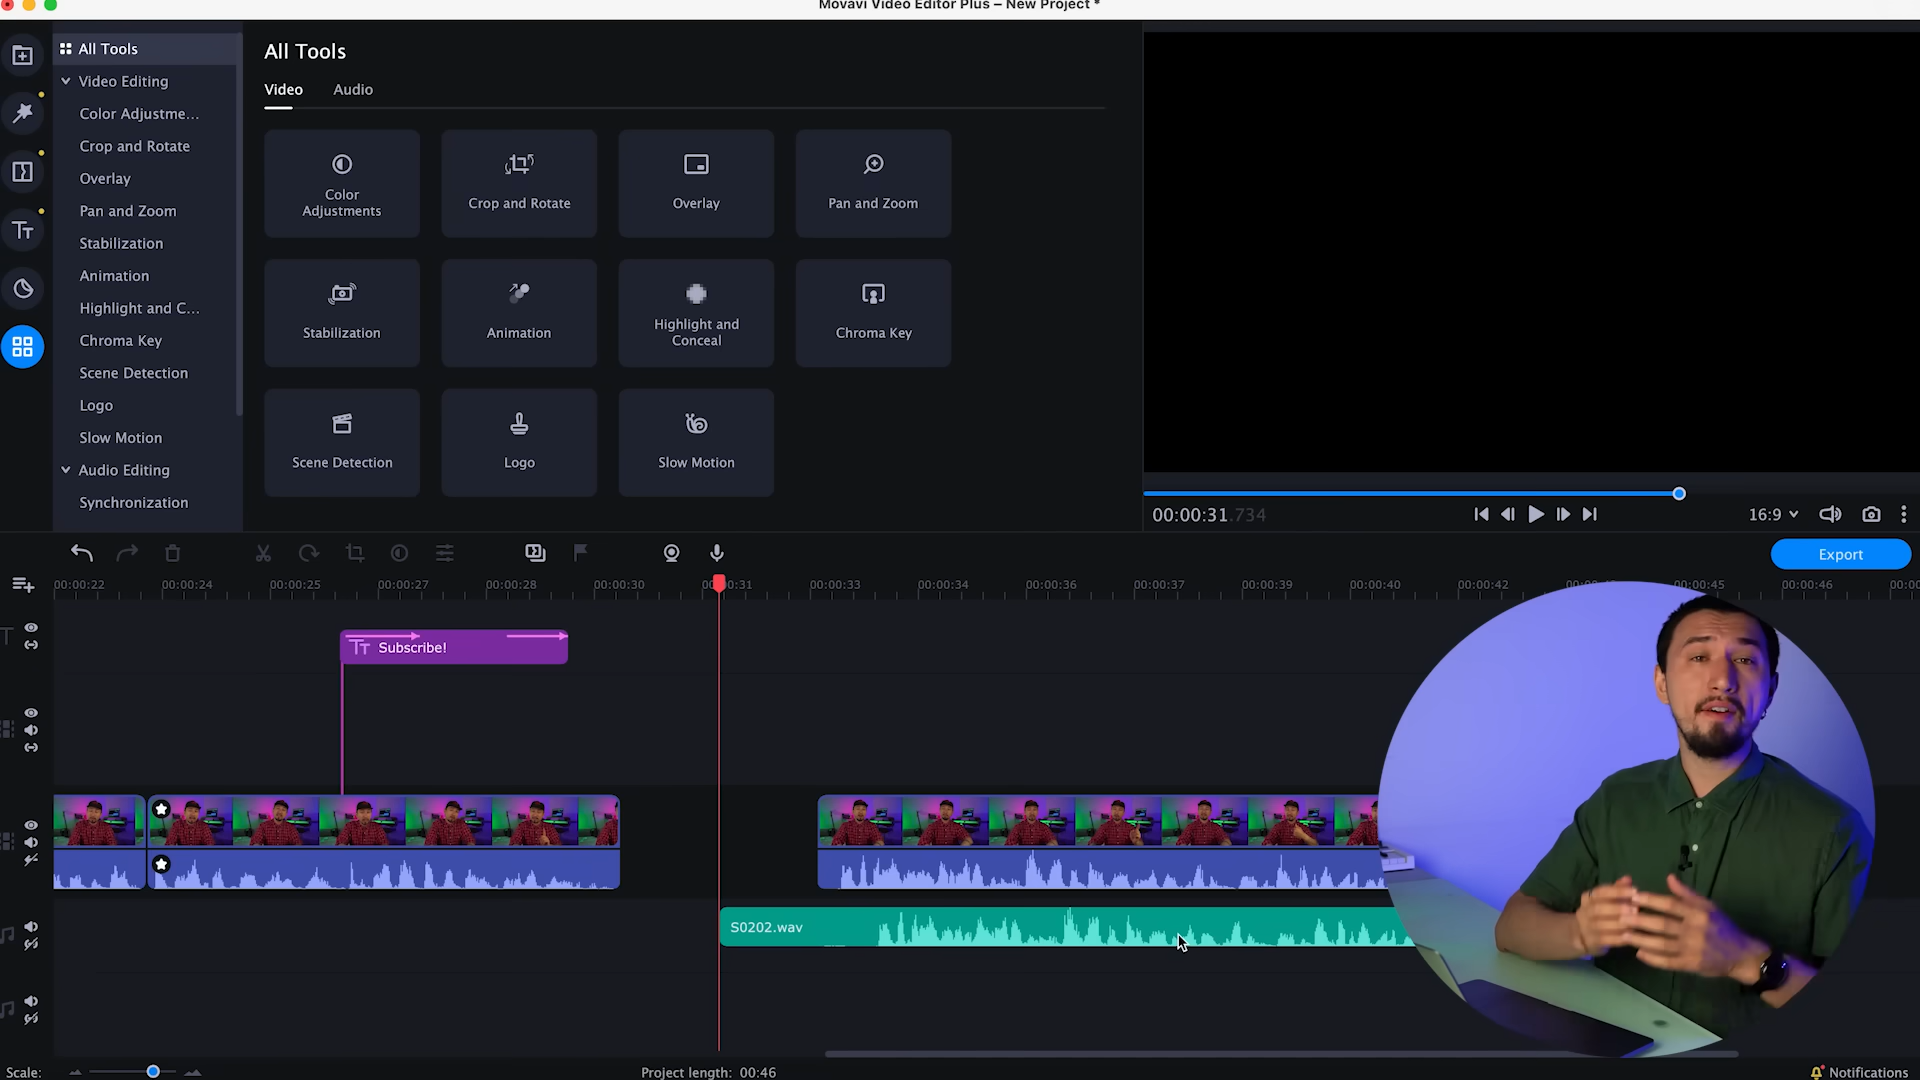 Movavi Video Editor Plus – New Project *
All Tools
Video Editing
Color Adjustme...
Crop and Rotate
Overlay
Pan and Zoom
Stabilization
Animation
Highlight and C...
Chroma Key
Scene Detection
Logo
Slow Motion
Audio Editing
Synchronization
All Tools
Video Audio
Color
Adjustments
Crop and Rotate
Overlay
Pan and Zoom
Stabilization
Animation
Highlight and
Conceal
Chroma Key
Scene Detection
Logo
Slow Motion
00:00:31.734
16:9
Export
00:00:22 00:00:24 00:00:25 00:00:27 00:00:28 00:00:30 00:00:31 00:00:33 00:00:34 00:00:36 00:00:37 00:00:39 00:00:40 00:00:42 00:00:45 00:00:46
Tт Subscribe!
S0202.wav
Scale:
Project length: 00:46
Notifications